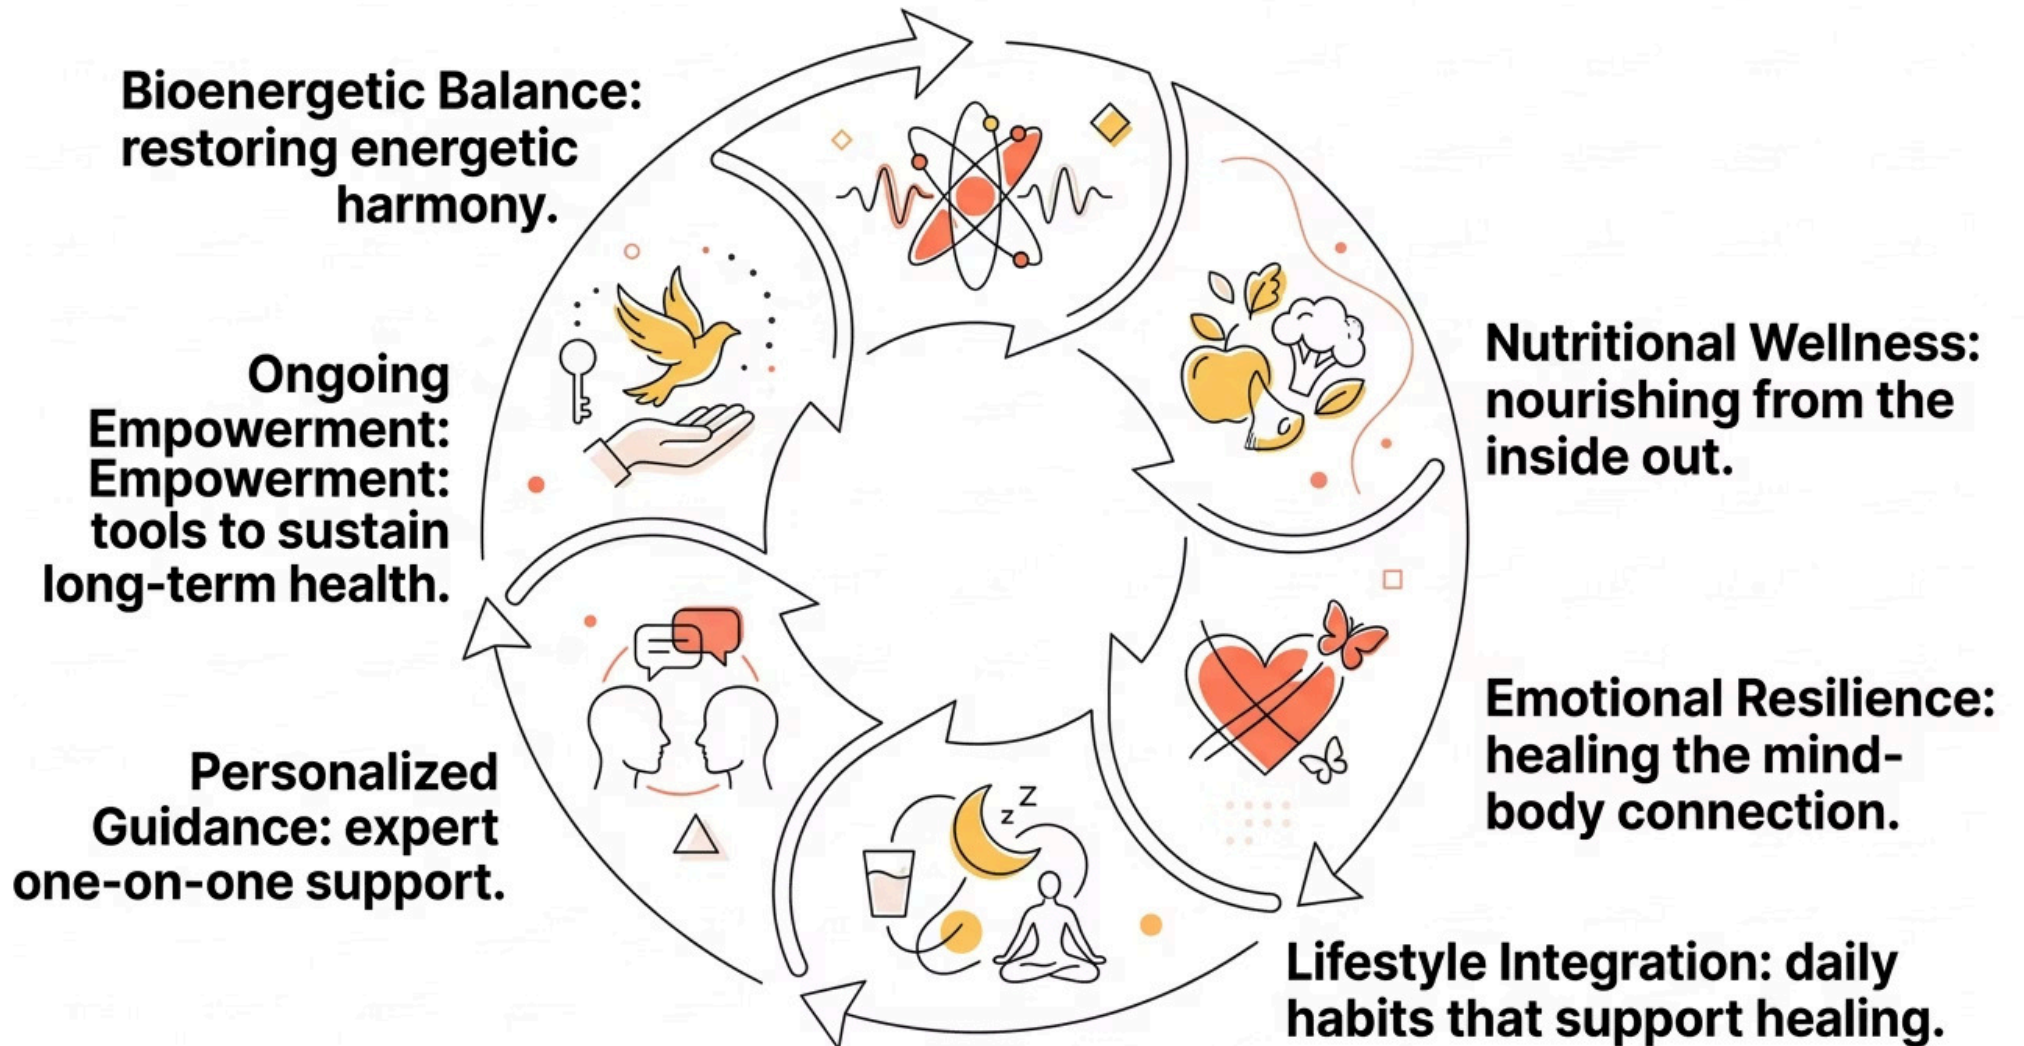 Bioenergetic Balance:
restoring energetic
harmony.
Nutritional Wellness:
nourishing from the
inside out.
Emotional Resilience:
healing the mind-
body connection.
Lifestyle Integration: daily
habits that support healing.
Personalized
Guidance: expert
one-on-one support.
Ongoing
Empowerment:
Empowerment:
tools to sustain
long-term health.
z
Z